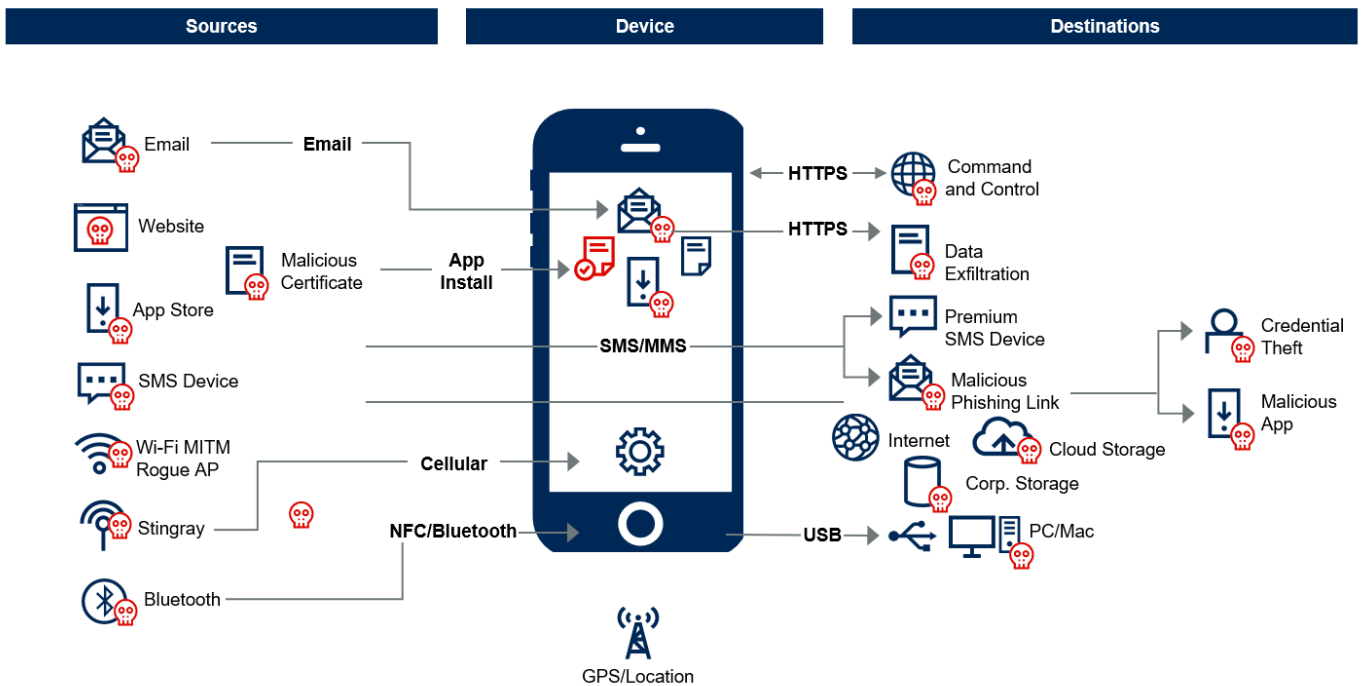 Sources
Device
Destinations
Email
Email
Website
Malicious
Certificate
App
Install
App Store
SMS Device
Wi-Fi MITM
Rogue AP
Cellular
Stingray
NFC/Bluetooth
Bluetooth
SMS/MMS
GPS/Location
HTTPS
Command
and Control
HTTPS
Data
Exfiltration
Premium
SMS Device
Malicious
Phishing Link
Credential
Theft
Malicious
App
Internet
Cloud Storage
Corp. Storage
USB
PC/Mac